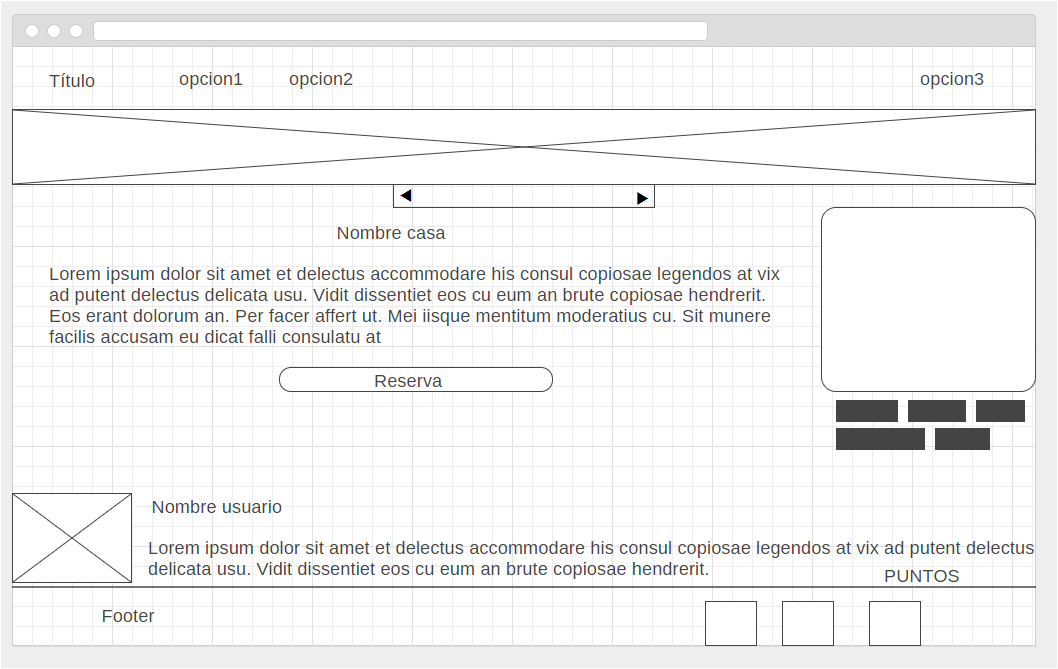 Título
opcion1
opcion2
opcion3
Nombre casa
Lorem ipsum dolor sit amet et delectus accommodare his consul copiosae legendos at vix
ad putent delectus delicata usu. Vidit dissentiet eos cu eum an brute copiosae hendrerit.
Eos erant dolorum an. Per facer affert ut. Mei iisque mentitum moderatius cu. Sit munere
facilis accusam eu dicat falli consulatu at
Reserva
Nombre usuario
Lorem ipsum dolor sit amet et delectus accommodare his consul copiosae legendos at vix ad putent delectus
delicata usu. Vidit dissentiet eos cu eum an brute copiosae hendrerit.
PUNTOS
Footer